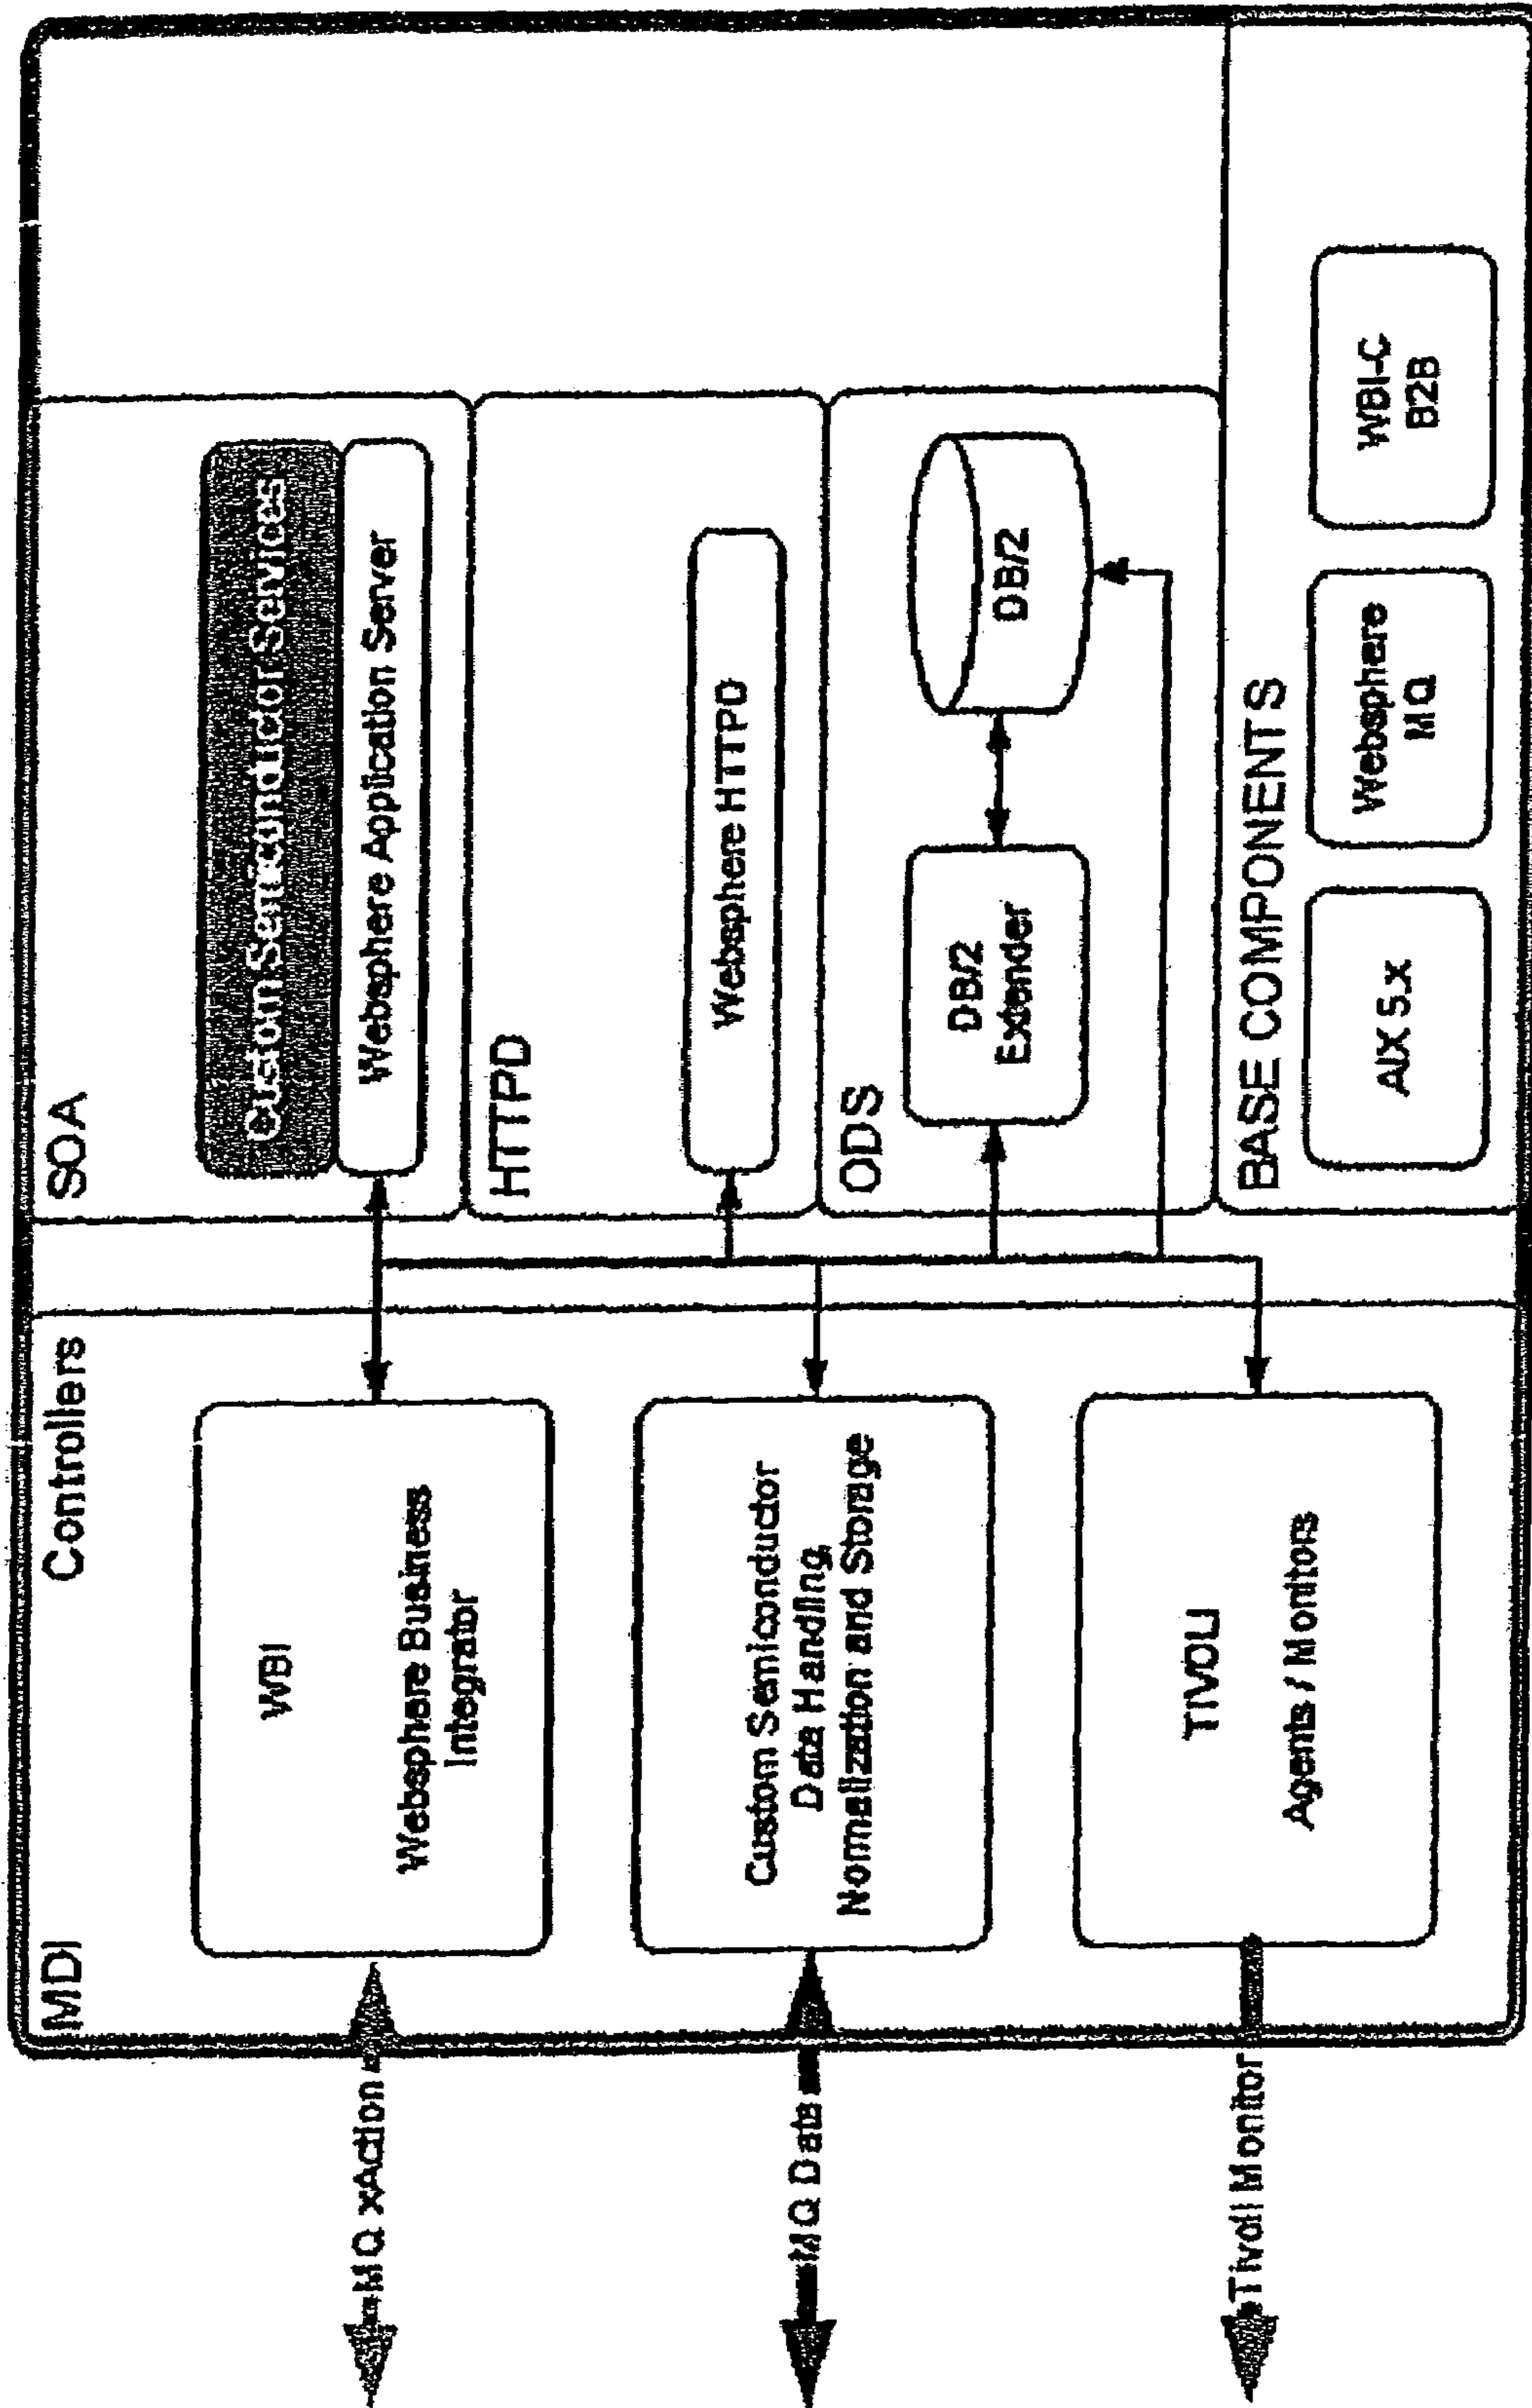 MDI
Controllers
WBI
Websphere Business
Integrator
Custom Semiconductor
Data Handling,
Normalization and Storage
TIVOLI
Agents / Monitors
MQ xAction
MQ Data
Tivoli Monitor
SOA
Custom Semiconductor Services
Websphere Application Server
HTTPD
Websphere HTTPD
ODS
DB/2
Extender
DB/2
BASE COMPONENTS
AIX 5.x
Websphere
MQ
WBI-C
B2B